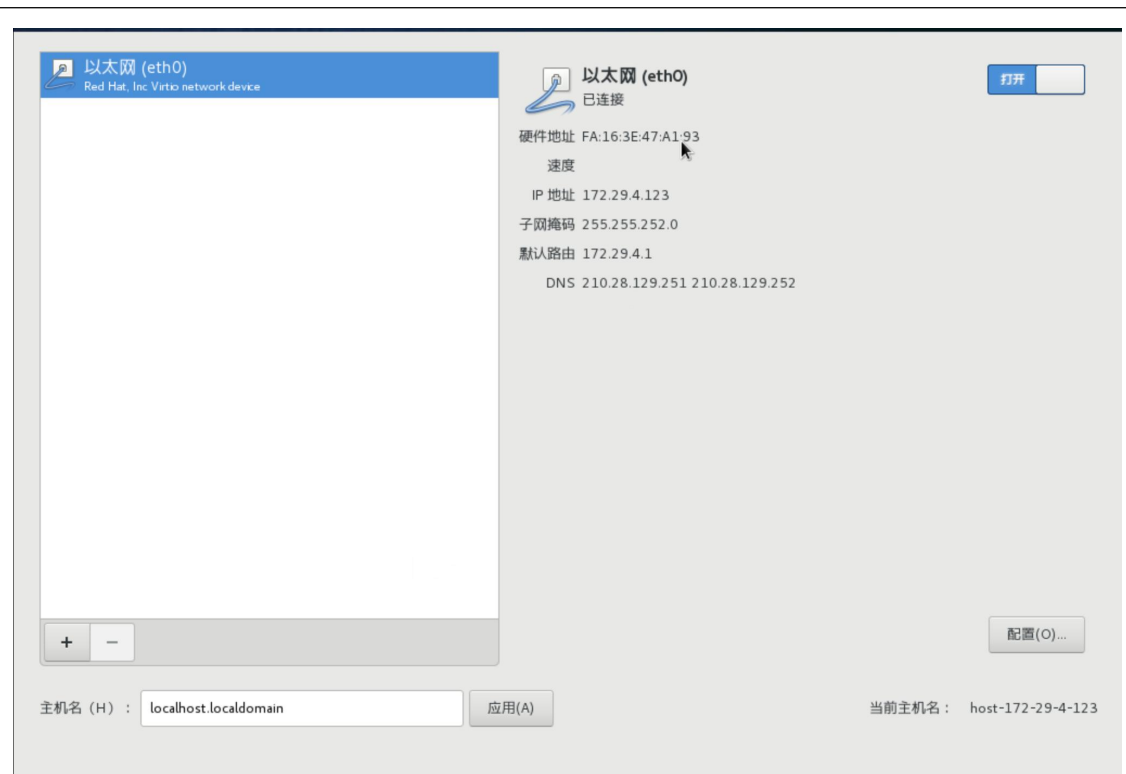 以太网 (eth0)
Red Hat, Inc Virtio network device
以太网 (eth0)
已连接
打开
硬件地址 FA:16:3E:47:A1:93
速度
IP 地址 172.29.4.123
子网掩码 255.255.252.0
默认路由 172.29.4.1
DNS 210.28.129.251 210.28.129.252
+ −
配置(O)...
主机名 (H) : localhost.localdomain 应用(A) 当前主机名: host-172-29-4-123